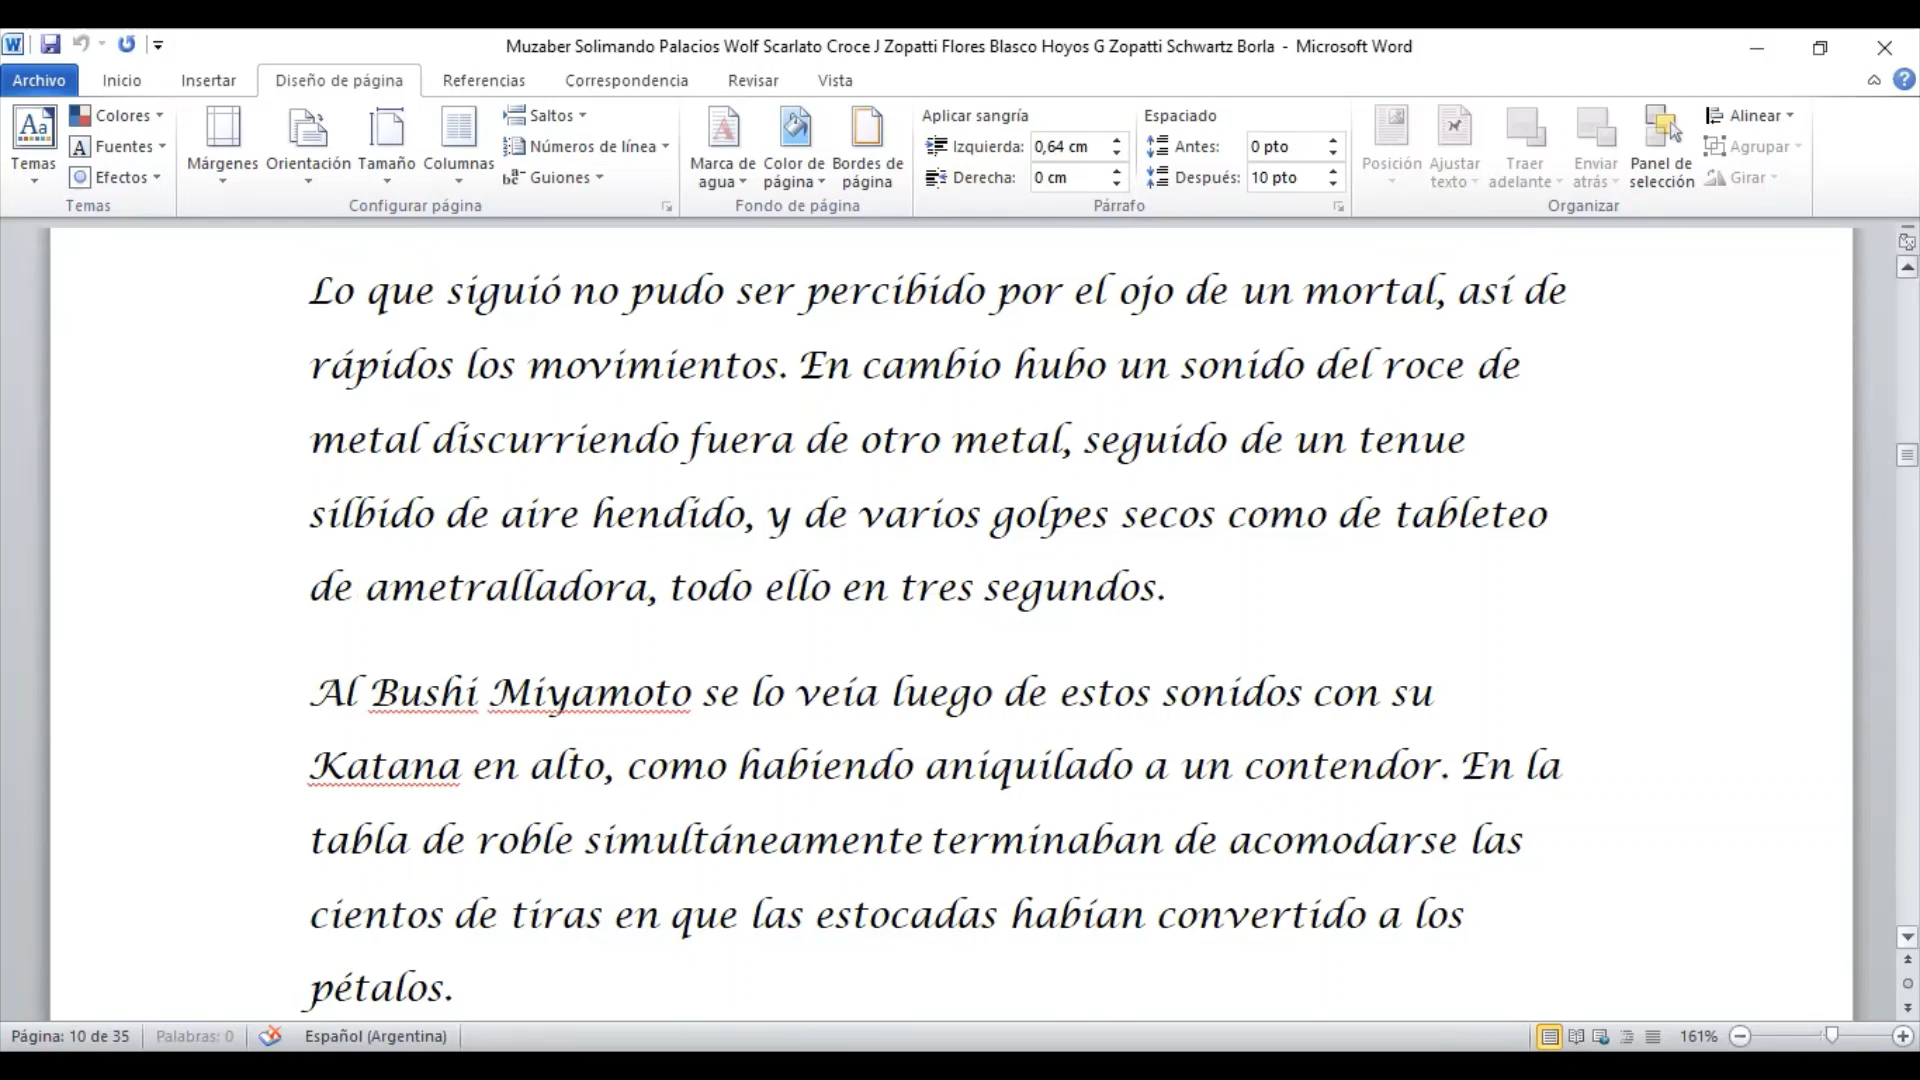 Muzaber Solimando Palacios Wolf Scarlato Croce J Zopatti Flores Blasco Hoyos G Zopatti Schwartz Borla - Microsoft Word
Archivo Inicio Insertar Diseño de página Referencias Correspondencia Revisar Vista
Temas
Colores
Fuentes
Efectos
Temas
Márgenes Orientación Tamaño Columnas
Saltos
Números de línea
Guiones
Configurar página
Marca de agua
Color de página
Bordes de página
Fondo de página
Aplicar sangría
Izquierda: 0,64 cm
Derecha: 0 cm
Espaciado
Antes: 0 pto
Después: 10 pto
Párrafo
Posición
Ajustar texto
Traer adelante
Enviar atrás
Panel de selección
Alinear
Agrupar
Girar
Organizar
Lo que siguió no pudo ser percibido por el ojo de un mortal, así de
rápidos los movimientos. En cambio hubo un sonido del roce de
metal discurriendo fuera de otro metal, seguido de un tenue
silbido de aire hendido, y de varios golpes secos como de tableteo
de ametralladora, todo ello en tres segundos.
Al Bushi Miyamoto se lo veía luego de estos sonidos con su
Katana en alto, como habiendo aniquilado a un contendor. En la
tabla de roble simultáneamente terminaban de acomodarse las
cientos de tiras en que las estocadas habían convertido a los
pétalos.
Página: 10 de 35 Palabras: 0 Español (Argentina) 161%